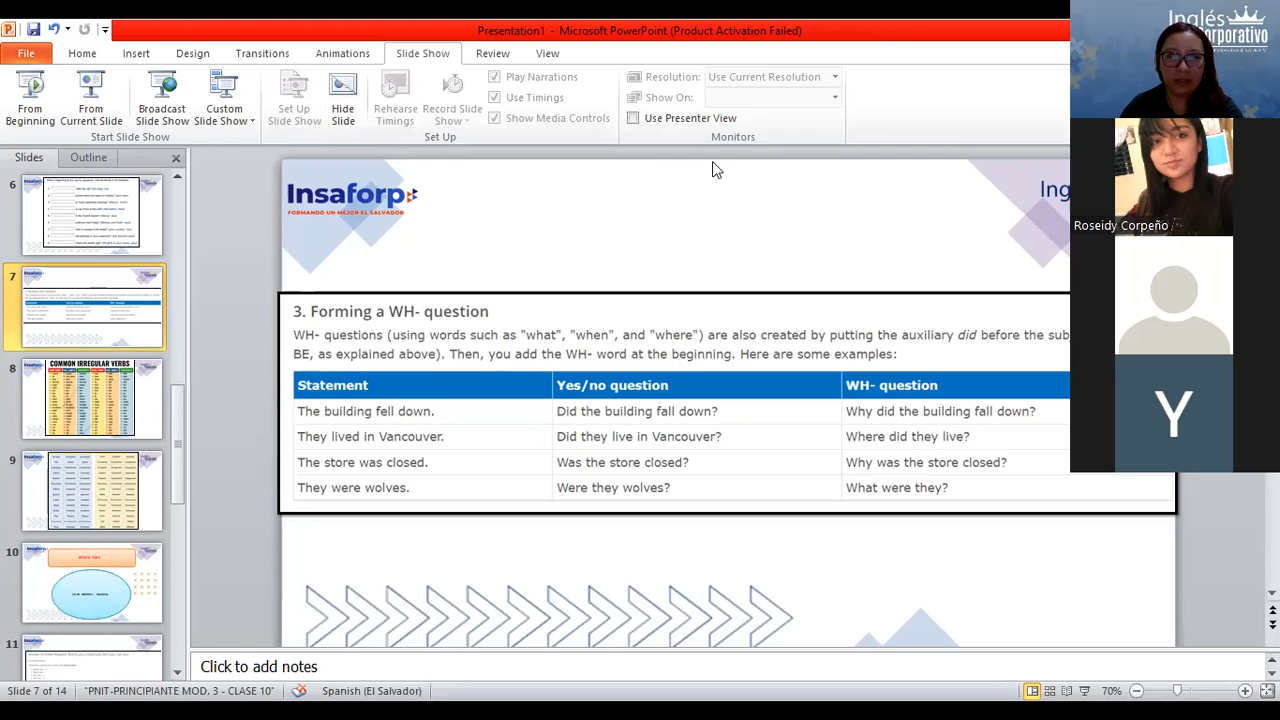 Presentation1 - Microsoft PowerPoint (Product Activation Failed)
File Home Insert Design Transitions Animations Slide Show Review View
From Beginning
From Current Slide
Broadcast Slide Show
Custom Slide Show
Start Slide Show
Set Up Slide Show
Hide Slide
Rehearse Timings
Record Slide Show
Play Narrations
Use Timings
Show Media Controls
Set Up
Resolution: Use Current Resolution
Show On:
Use Presenter View
Monitors
Inglés
Corporativo
Roseidy Corpeño
Y
Slides Outline
6
7
8
COMMON IRREGULAR VERBS
9
10
11
Insaforp
FORMANDO UN MEJOR EL SALVADOR
3. Forming a WH- question
WH- questions (using words such as "what", "when", and "where") are also created by putting the auxiliary did before the
BE, as explained above). Then, you add the WH- word at the beginning. Here are some examples:
Statement Yes/no question WH- question
The building fell down. Did the building fall down? Why did the building fall down?
They lived in Vancouver. Did they live in Vancouver? Where did they live?
The store was closed. Was the store closed? Why was the store closed?
They were wolves. Were they wolves? What were they?
Click to add notes
Slide 7 of 14 "PNIT-PRINCIPIANTE MOD. 3 - CLASE 10" Spanish (El Salvador) 70%